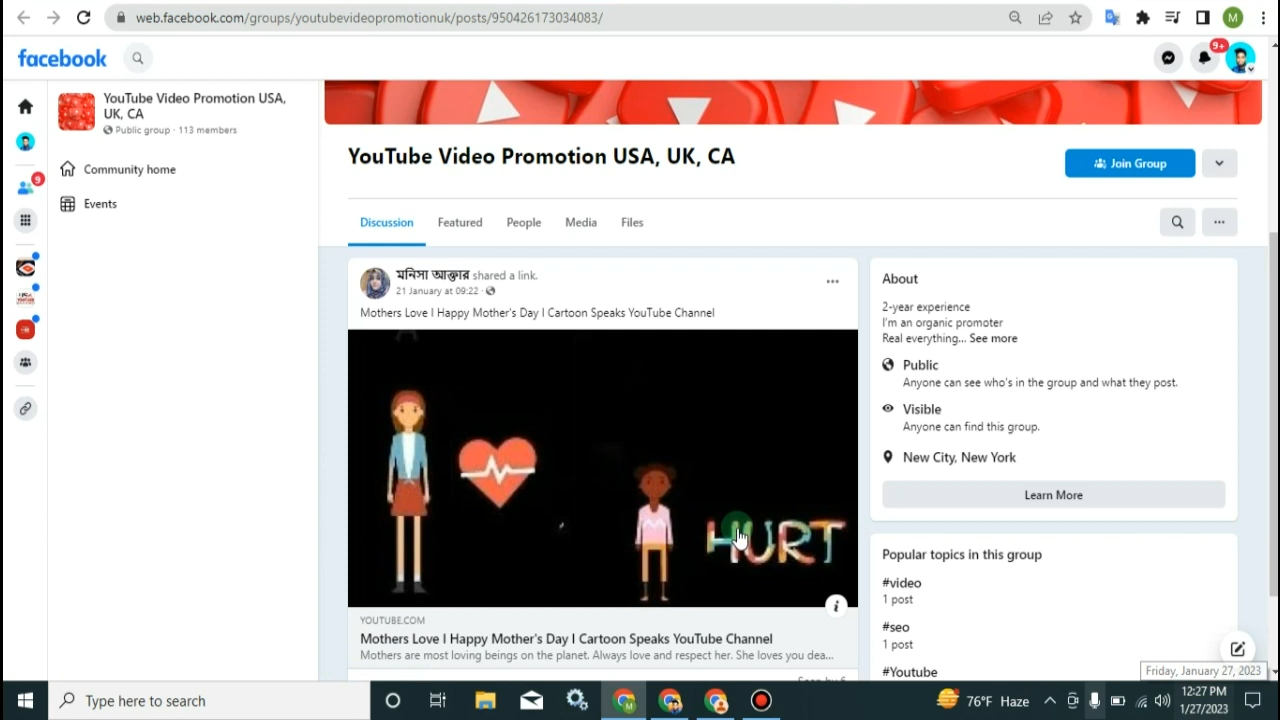 web.facebook.com/groups/youtubevideopromotionuk/posts/950426173034083/
M
facebook
9+
YouTube Video Promotion USA,
UK, CA
Public group · 113 members
9
Community home
Events
YouTube Video Promotion USA, UK, CA
Join Group
Discussion Featured People Media Files
মনিসা আক্তার shared a link.
21 January at 09:22 ·
Mothers Love I Happy Mother's Day I Cartoon Speaks YouTube Channel
HURT
YOUTUBE.COM
Mothers Love I Happy Mother's Day I Cartoon Speaks YouTube Channel
Mothers are most loving beings on the planet. Always love and respect her. She loves you dea...
About
2-year experience
I'm an organic promoter
Real everything... See more
Public
Anyone can see who's in the group and what they post.
Visible
Anyone can find this group.
New City, New York
Learn More
Popular topics in this group
#video
1 post
#seo
1 post
#Youtube
Friday, January 27, 2023
Type here to search
76°F Haze
12:27 PM
1/27/2023